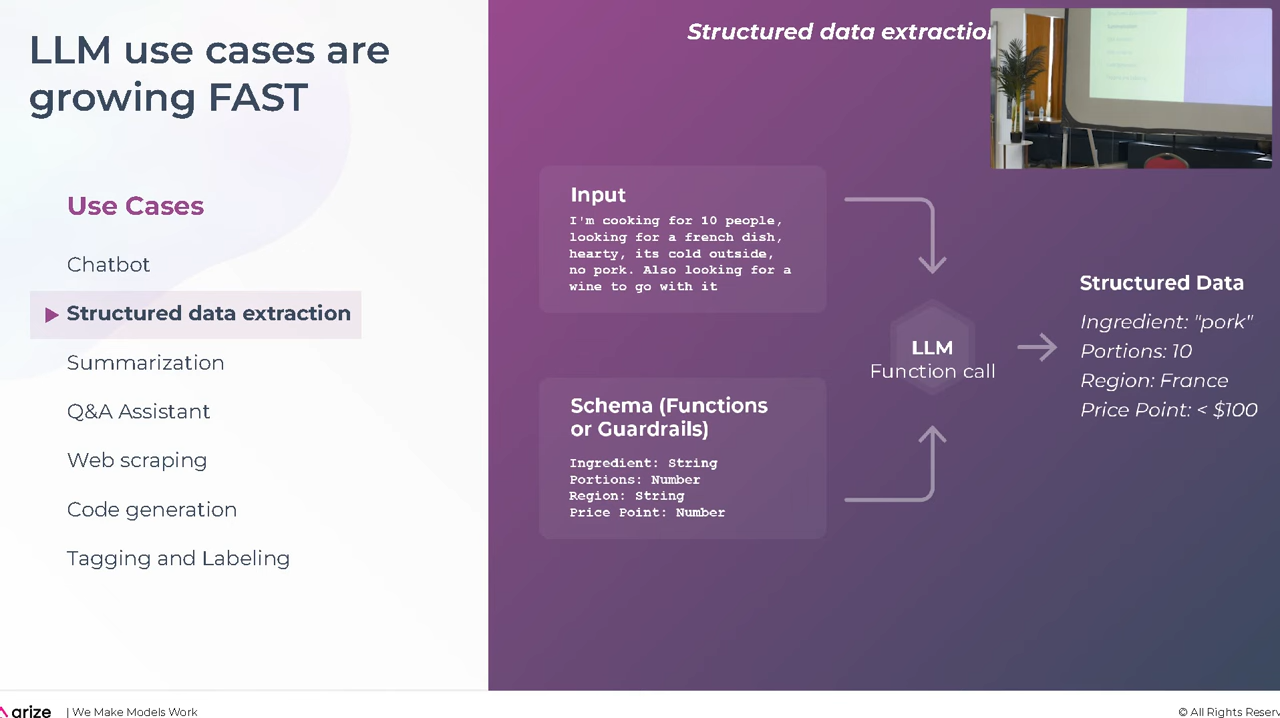 LLM use cases are
growing FAST
Use Cases
Chatbot
Structured data extraction
Summarization
Q&A Assistant
Web scraping
Code generation
Tagging and Labeling
Structured data extraction
Input
I'm cooking for 10 people,
looking for a french dish,
hearty, its cold outside,
no pork. Also looking for a
wine to go with it
Schema (Functions
or Guardrails)
Ingredient: String
Portions: Number
Region: String
Price Point: Number
LLM
Function call
Structured Data
Ingredient: "pork"
Portions: 10
Region: France
Price Point: < $100
arize | We Make Models Work
© All Rights Reser